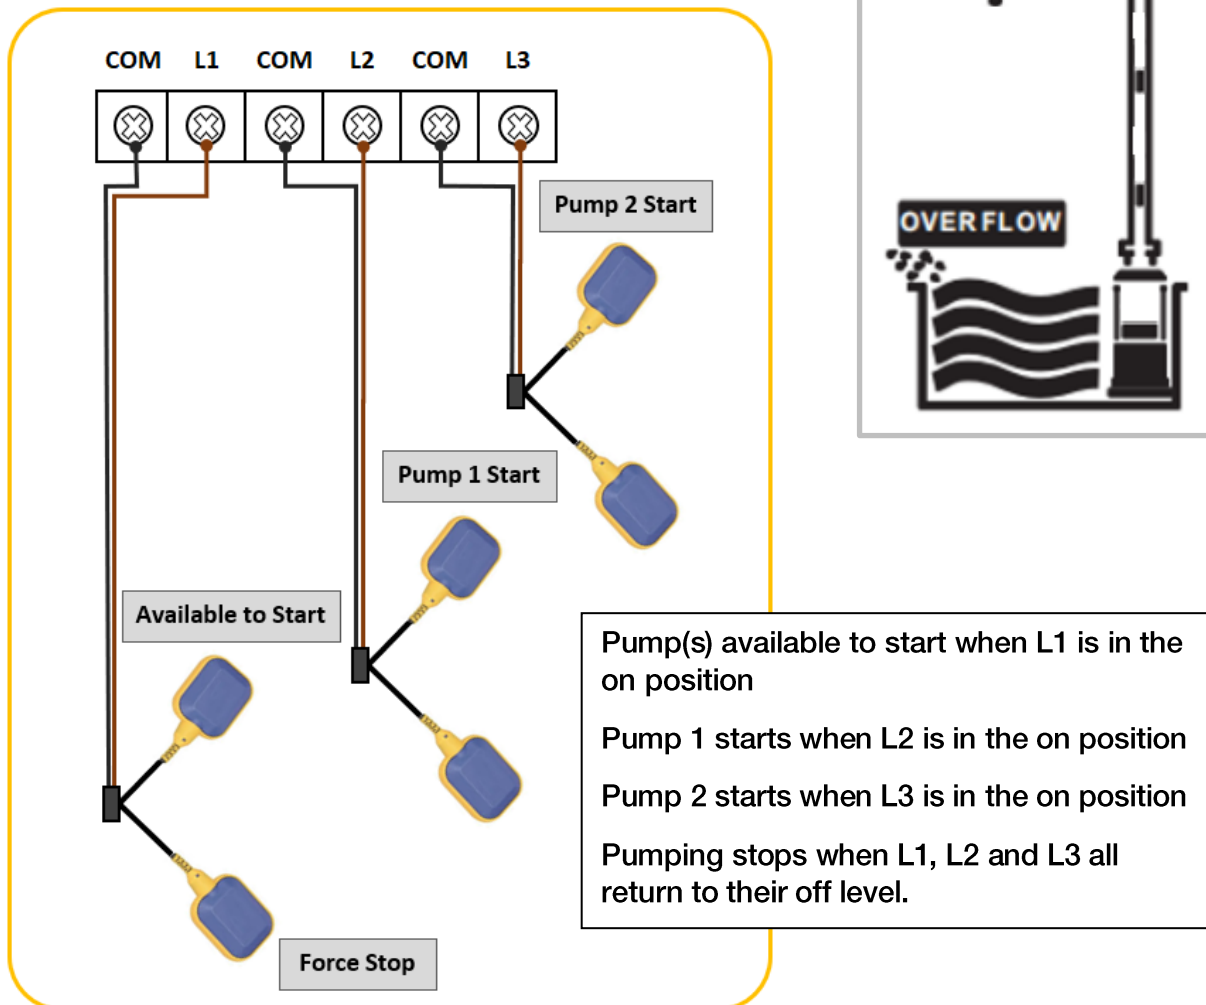 COM L1 COM L2 COM L3
Pump 2 Start
OVERFLOW
Pump 1 Start
Available to Start
Force Stop
Pump(s) available to start when L1 is in the
on position
Pump 1 starts when L2 is in the on position
Pump 2 starts when L3 is in the on position
Pumping stops when L1, L2 and L3 all
return to their off level.